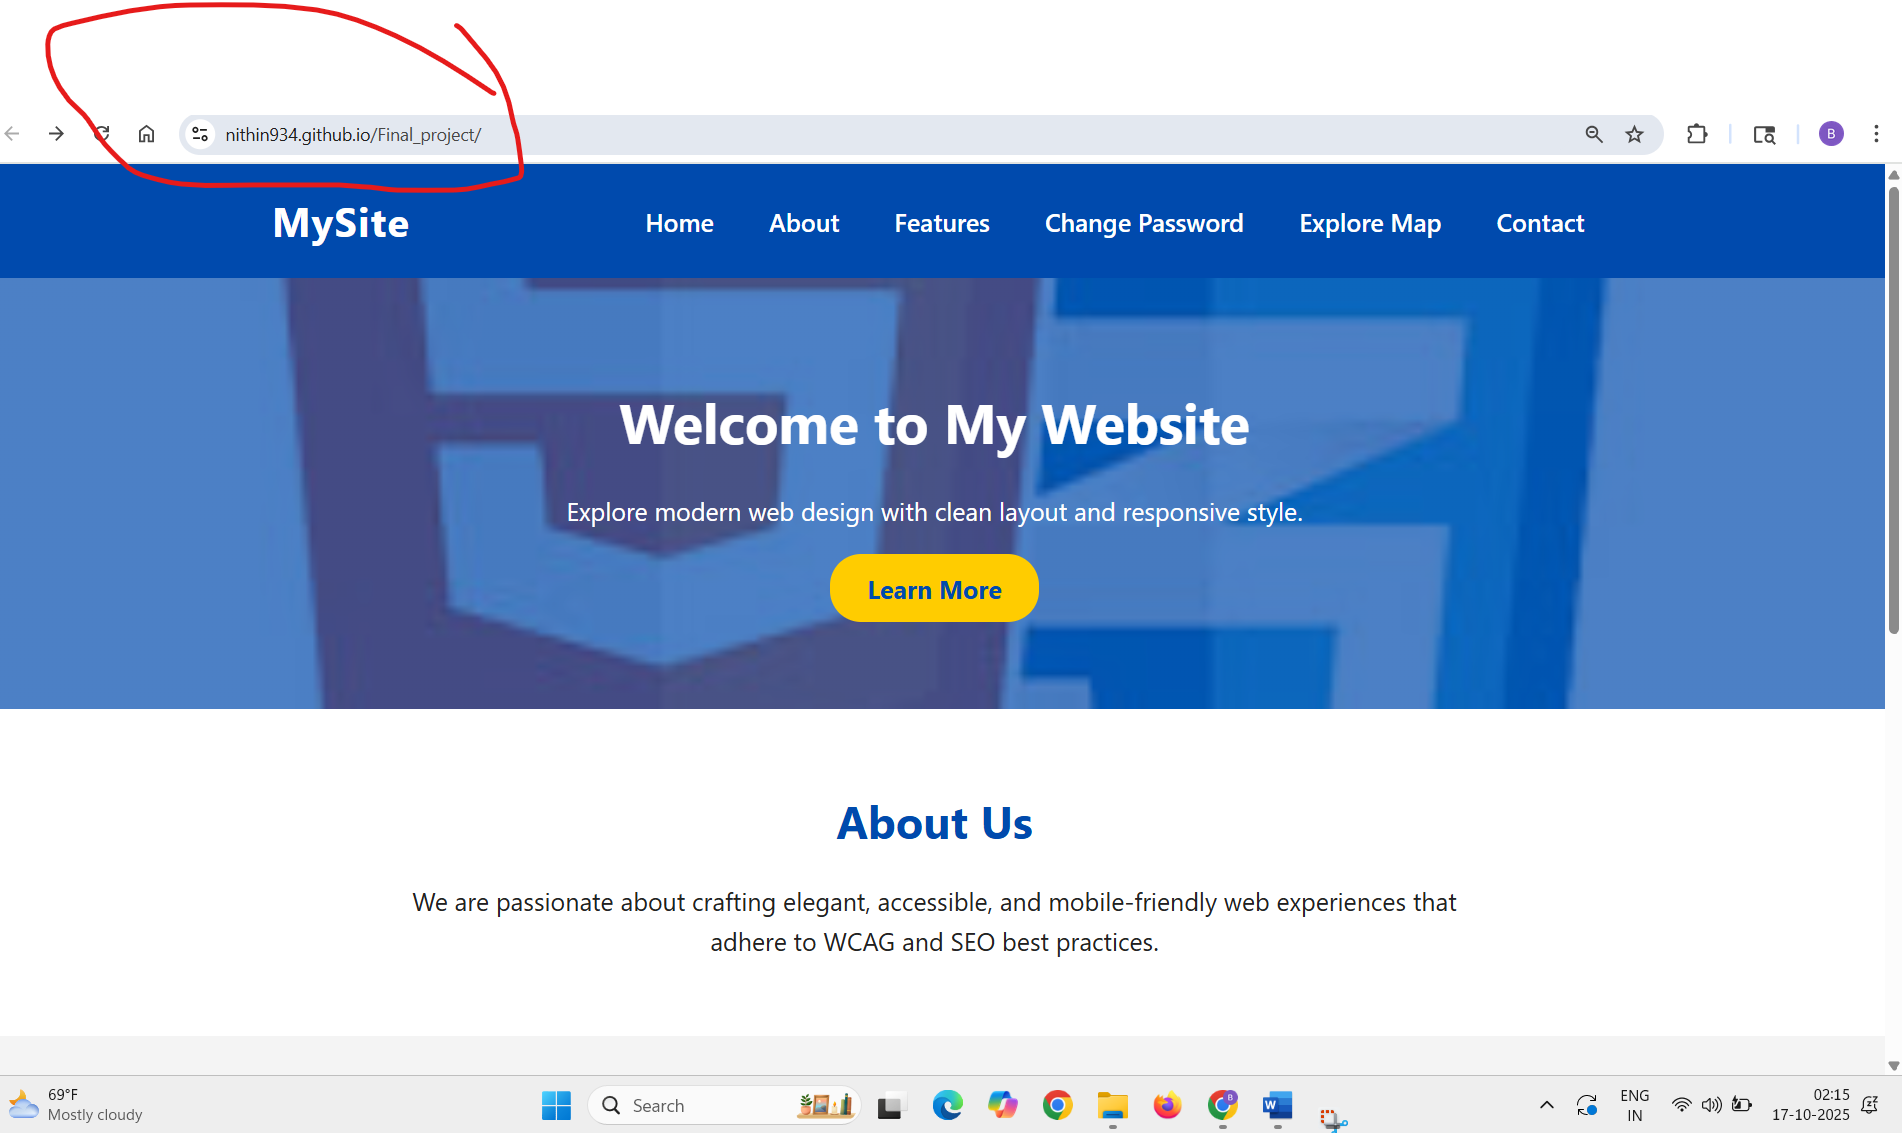 nithin934.github.io/Final_project/
B
MySite
Home About Features Change Password Explore Map Contact
Welcome to My Website
Explore modern web design with clean layout and responsive style.
Learn More
About Us
We are passionate about crafting elegant, accessible, and mobile-friendly web experiences that
adhere to WCAG and SEO best practices.
69°F
Mostly cloudy
Search
B
W
ENG
IN
02:15
17-10-2025